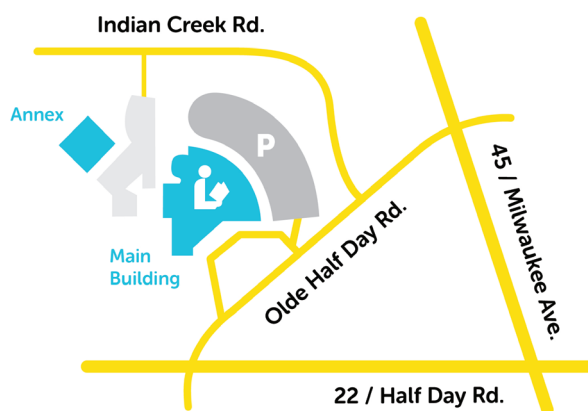 Indian Creek Rd.
Annex
P
45 / Milwaukee Ave.
Main
Building
Olde Half Day Rd.
22 / Half Day Rd.